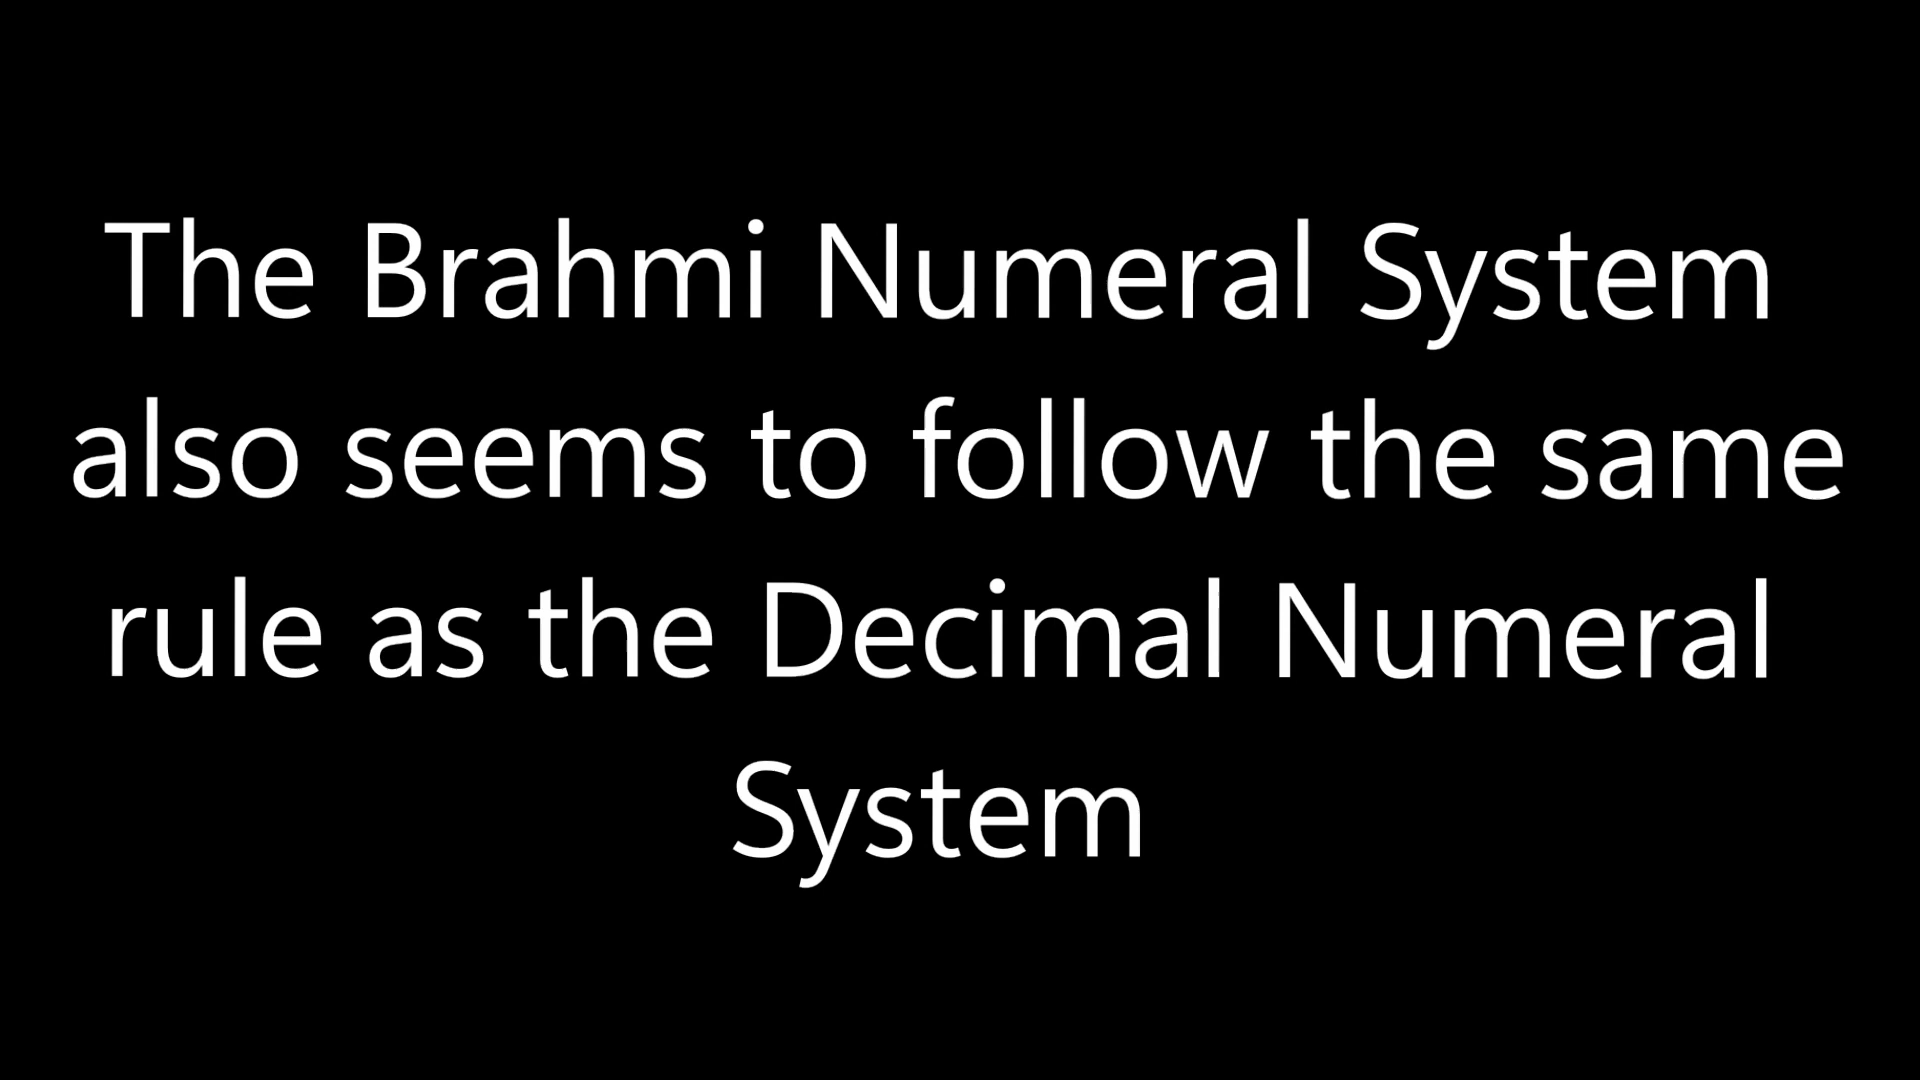 The Brahmi Numeral System
also seems to follow the same
rule as the Decimal Numeral
System